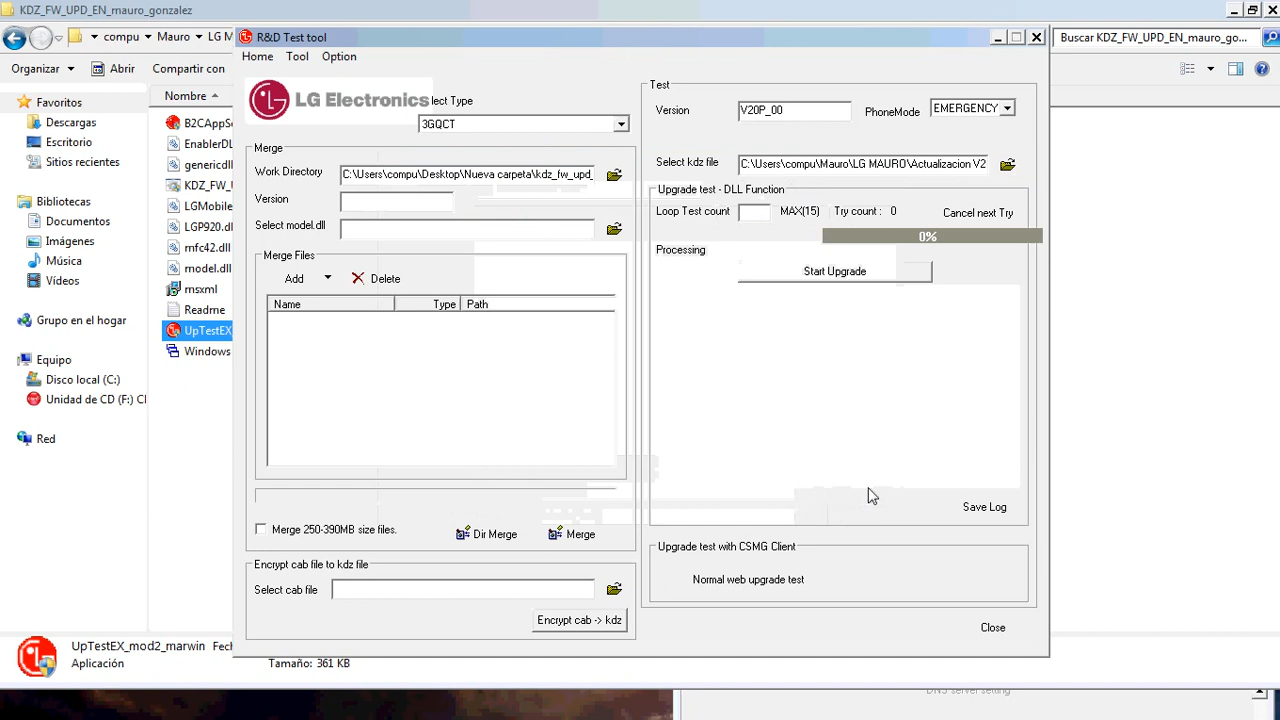 KDZ_FW_UPD_EN_mauro_gonzalez
compu ▸ Mauro ▸ LG M
R&D Test tool
Buscar KDZ_FW_UPD_EN_mauro_go...
Home Tool Option
Organizar
Abrir
Compartir con
Favoritos
Descargas
Escritorio
Sitios recientes
Bibliotecas
Documentos
Imágenes
Música
Vídeos
Grupo en el hogar
Equipo
Disco local (C:)
Unidad de CD (F:) C
Red
Nombre
B2CAppSe
EnablerDL
genericdll
KDZ_FW_U
LGMobile
LGP920.dll
mfc42.dll
model.dll
msxml
Readme
UpTestEX_
Windows
LG Electronics
lect Type
3GQCT
Merge
Work Directory
C:\Users\compu\Desktop\Nueva carpeta\kdz_fw_upd_
Version
Select model.dll
Merge Files
Add
Delete
Name Type Path
Merge 250-390MB size files.
Dir Merge
Merge
Encrypt cab file to kdz file
Select cab file
Encrypt cab -> kdz
Test
Version
V20P_00
PhoneMode
EMERGENCY
Select kdz file
C:\Users\compu\Mauro\LG MAURO\Actualizacion V2
Upgrade test - DLL Function
Loop Test count
MAX(15)
Try count : 0
Cancel next Try
0%
Processing
Start Upgrade
Save Log
Upgrade test with CSMG Client
Normal web upgrade test
Close
UpTestEX_mod2_marwin Fec
Aplicación
Tamaño: 361 KB
DNS server setting